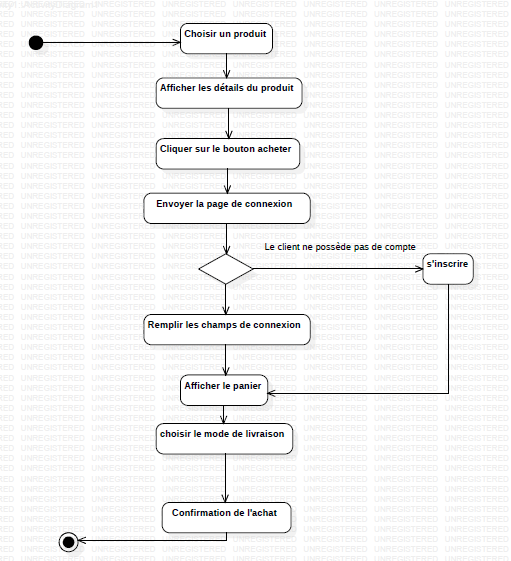 Choisir un produit
Afficher les détails du produit
Cliquer sur le bouton acheter
Envoyer la page de connexion
Le client ne possède pas de compte
s'inscrire
Remplir les champs de connexion
Afficher le panier
choisir le mode de livraison
Confirmation de l'achat
UNREGISTERED